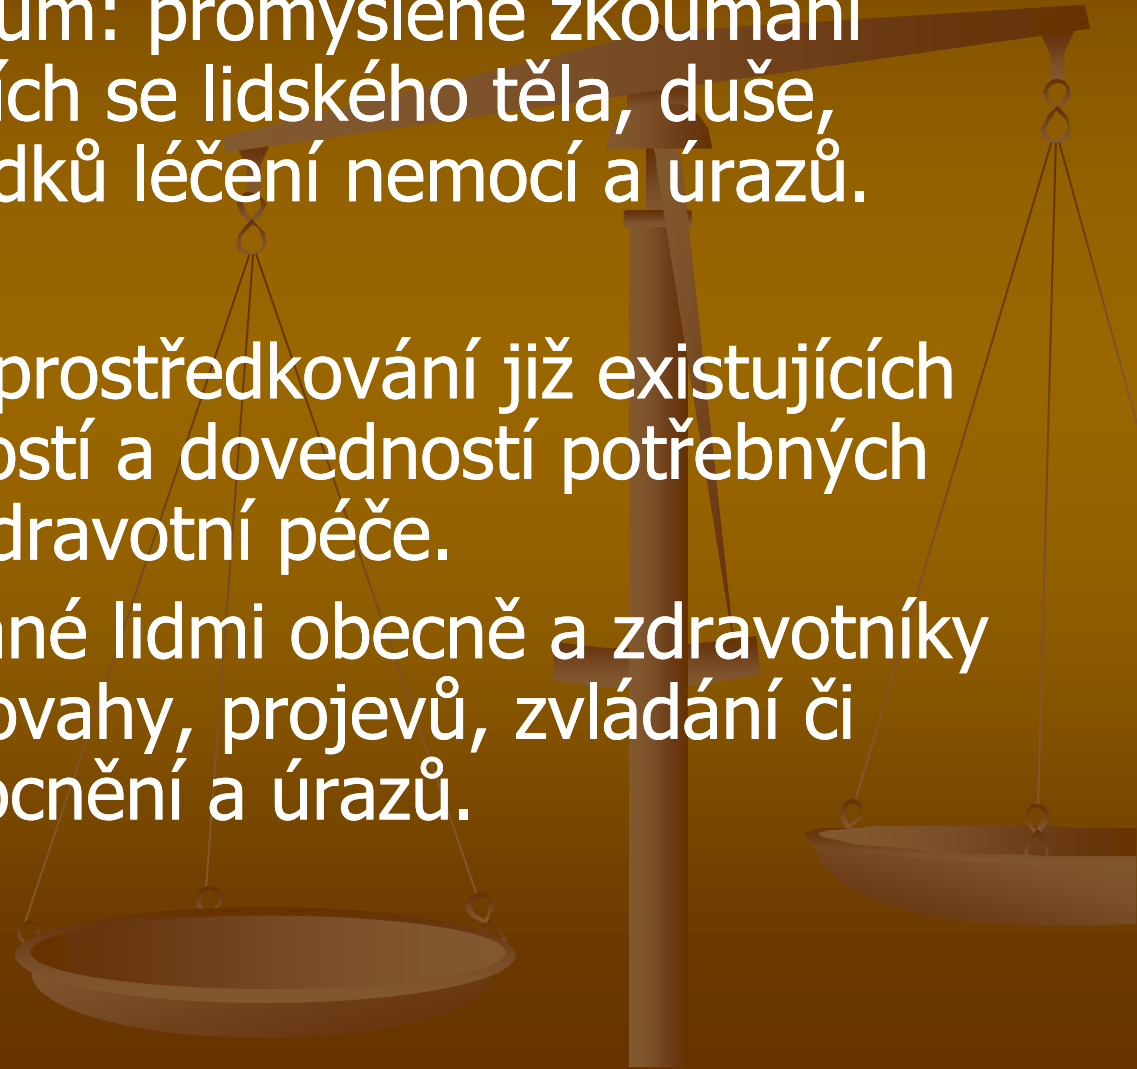 um: promyšlené zkoumání
ích se lidského těla, duše,
dků léčení nemocí a úrazů.
prostředkování již existujících
ostí a dovedností potřebných
dravotní péče.
né lidmi obecně a zdravotníky
ovahy, projevů, zvládání či
ocnění a úrazů.